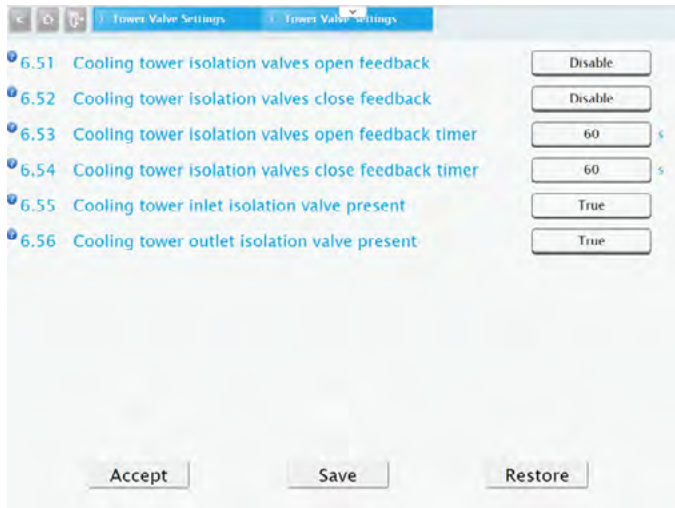 < Tower Valve Settings Tower Valve Settings
? 6.51 Cooling tower isolation valves open feedback Disable
? 6.52 Cooling tower isolation valves close feedback Disable
? 6.53 Cooling tower isolation valves open feedback timer 60 s
? 6.54 Cooling tower isolation valves close feedback timer 60 s
? 6.55 Cooling tower inlet isolation valve present True
? 6.56 Cooling tower outlet isolation valve present True
Accept Save Restore